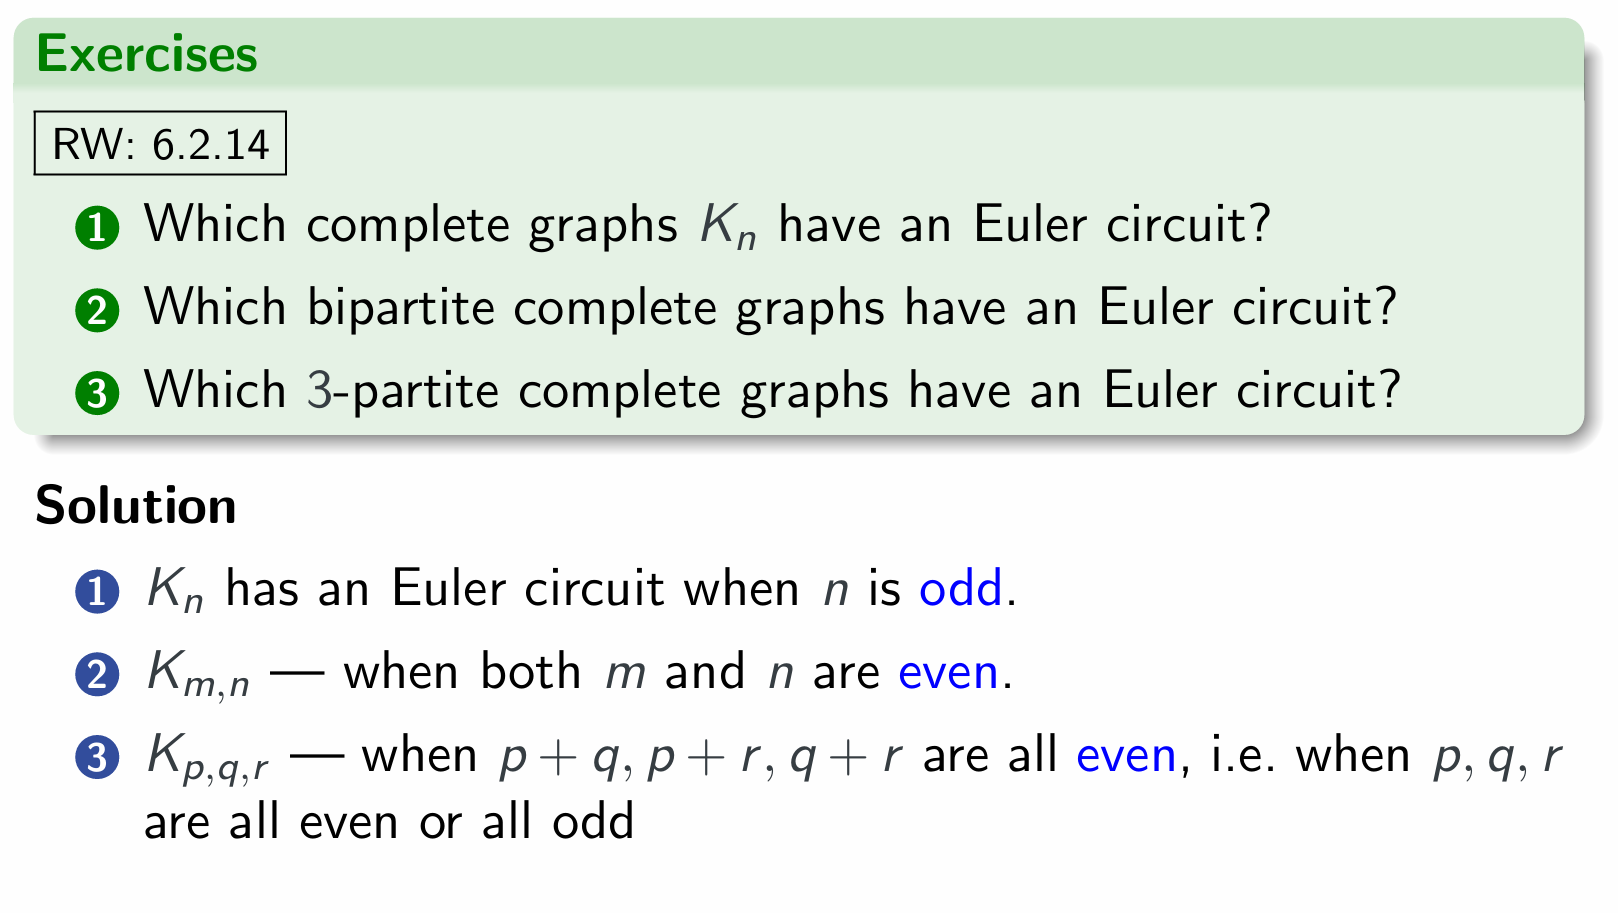 Exercises
RW: 6.2.14
1 Which complete graphs Kₙ have an Euler circuit?
2 Which bipartite complete graphs have an Euler circuit?
3 Which 3-partite complete graphs have an Euler circuit?
Solution
1 Kₙ has an Euler circuit when n is odd.
2 K_{m,n} — when both m and n are even.
3 K_{p,q,r} — when p + q, p + r, q + r are all even, i.e. when p, q, r
are all even or all odd